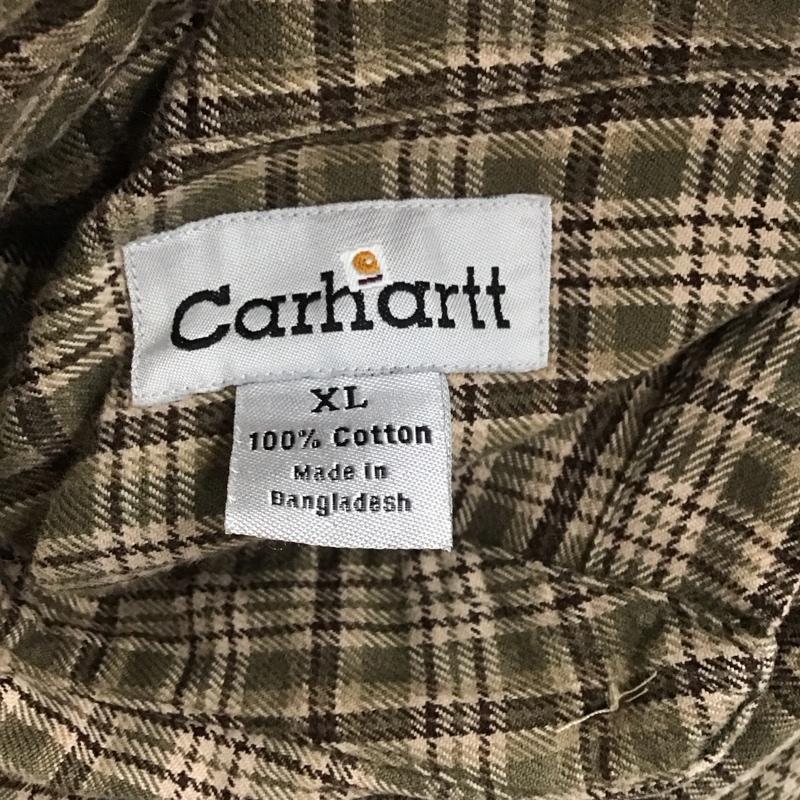 Carhartt
XL
100% Cotton
Made in
Bangladesh